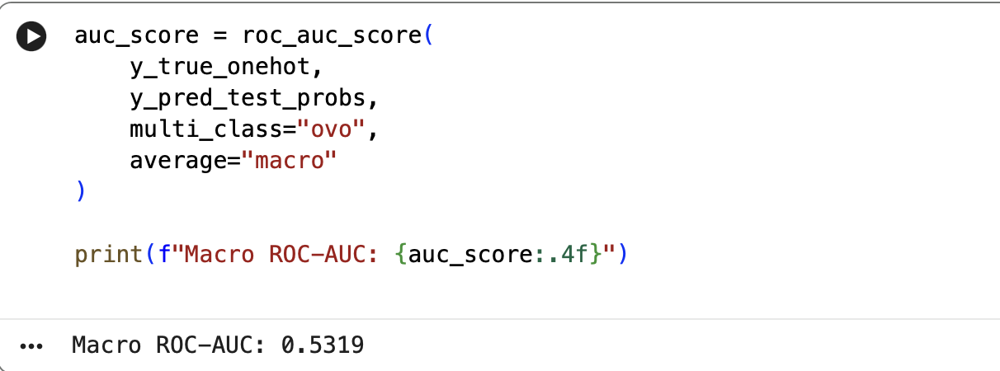 auc_score = roc_auc_score(
    y_true_onehot,
    y_pred_test_probs,
    multi_class="ovo",
    average="macro"
)
print(f"Macro ROC-AUC: {auc_score:.4f}")
Macro ROC-AUC: 0.5319